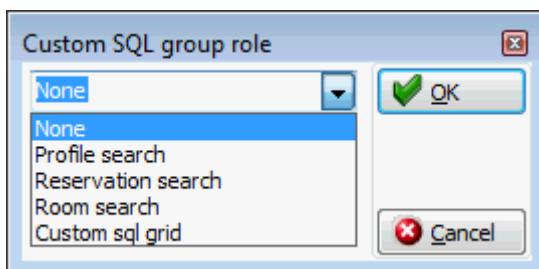 Custom SQL group role
None
OK
None
Profile search
Reservation search
Room search
Custom sql grid
Cancel